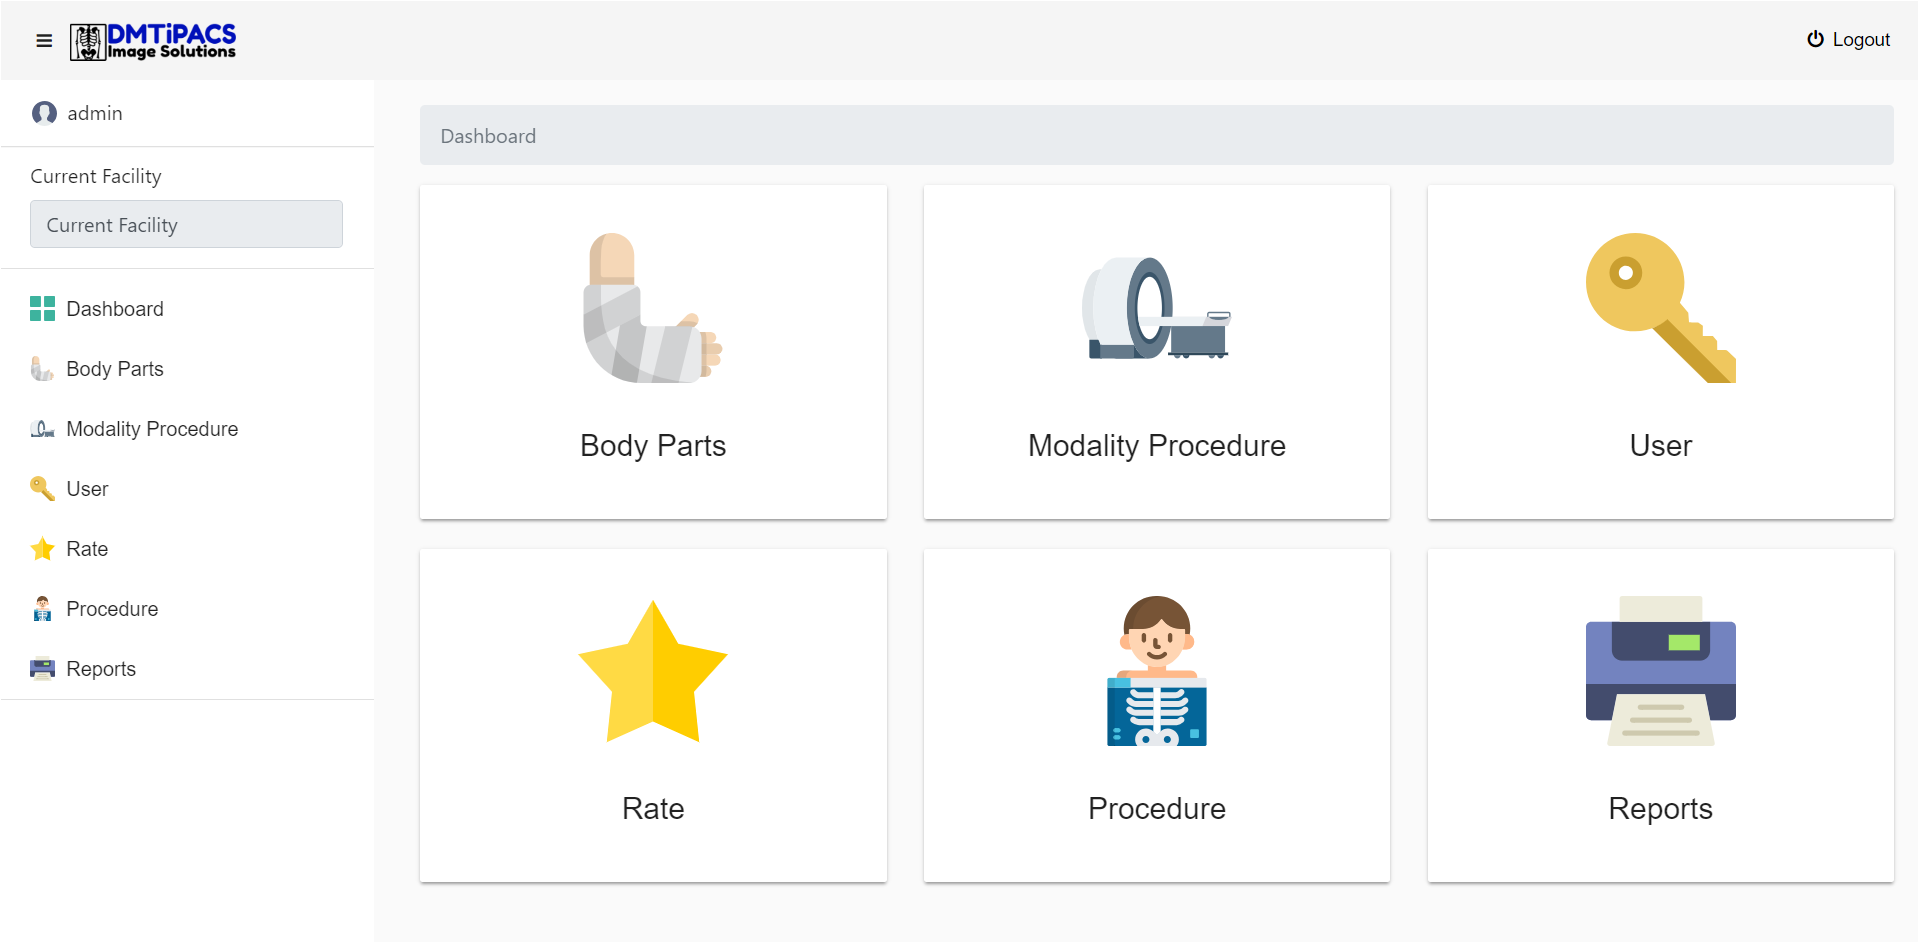 DMTiPACS
Image Solutions
Logout
admin
Current Facility
Current Facility
Dashboard
Body Parts
Modality Procedure
User
Rate
Procedure
Reports
Dashboard
Body Parts
Modality Procedure
User
Rate
Procedure
Reports